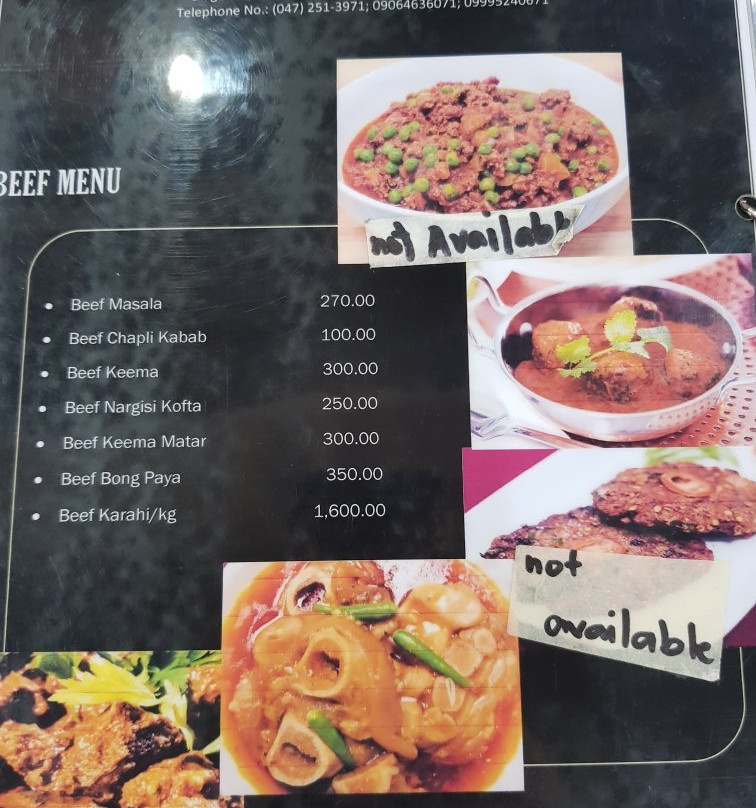 Telephone No.: (047) 251-3971; 09064636071; 09995240671
BEEF MENU
not Available
• Beef Masala 270.00
• Beef Chapli Kabab 100.00
• Beef Keema 300.00
• Beef Nargisi Kofta 250.00
• Beef Keema Matar 300.00
• Beef Bong Paya 350.00
• Beef Karahi/kg 1,600.00
not
available